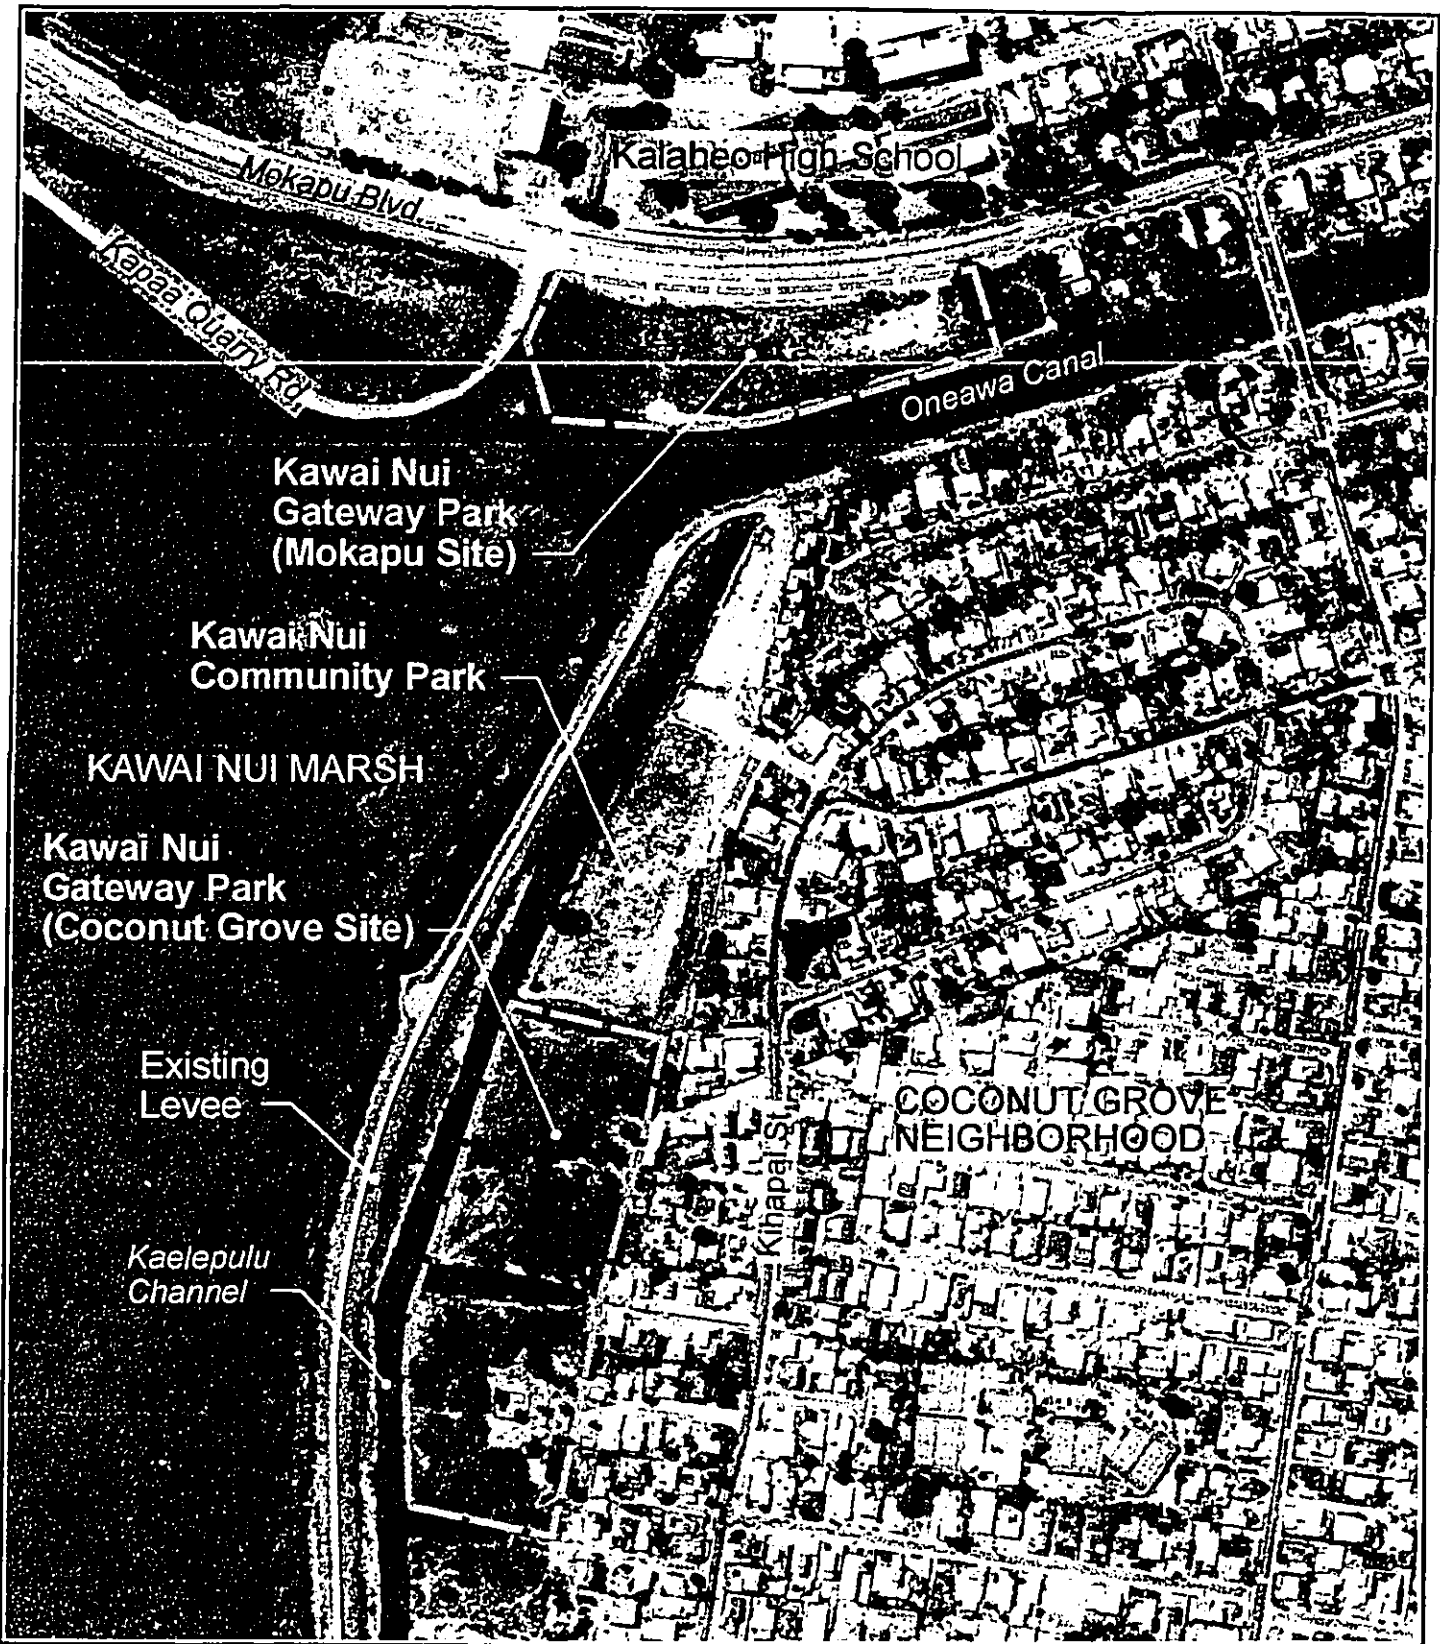 Kalaheo High School
Mokapu Blvd.
Kapaa Quarry Rd.
Oneawa Canal
Kawai Nui
Gateway Park
(Mokapu Site)
Kawai Nui
Community Park
KAWAI NUI MARSH
Kawai Nui
Gateway Park
(Coconut Grove Site)
Existing
Levee
COCONUT GROVE
NEIGHBORHOOD
Kihapai St.
Kaelepulu
Channel